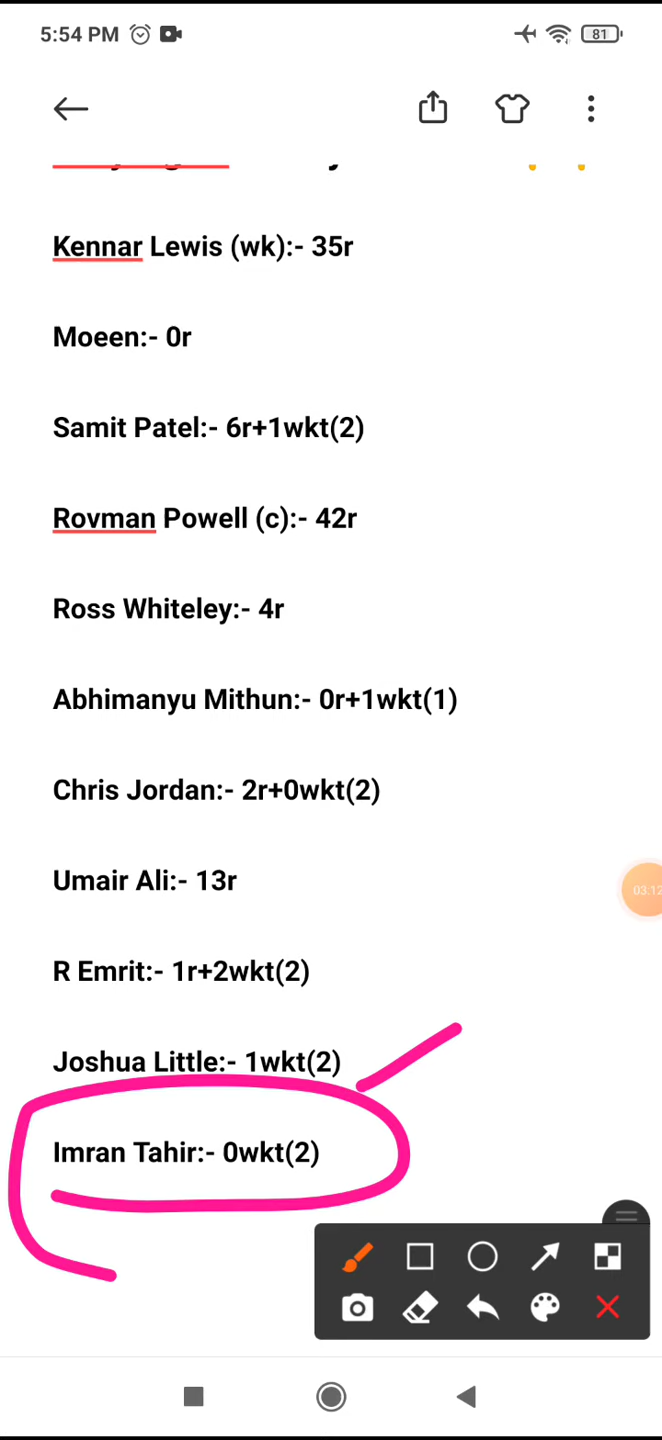 5:54 PM
81
Kennar Lewis (wk):- 35r
Moeen:- 0r
Samit Patel:- 6r+1wkt(2)
Rovman Powell (c):- 42r
Ross Whiteley:- 4r
Abhimanyu Mithun:- 0r+1wkt(1)
Chris Jordan:- 2r+0wkt(2)
Umair Ali:- 13r
03:12
R Emrit:- 1r+2wkt(2)
Joshua Little:- 1wkt(2)
Imran Tahir:- 0wkt(2)